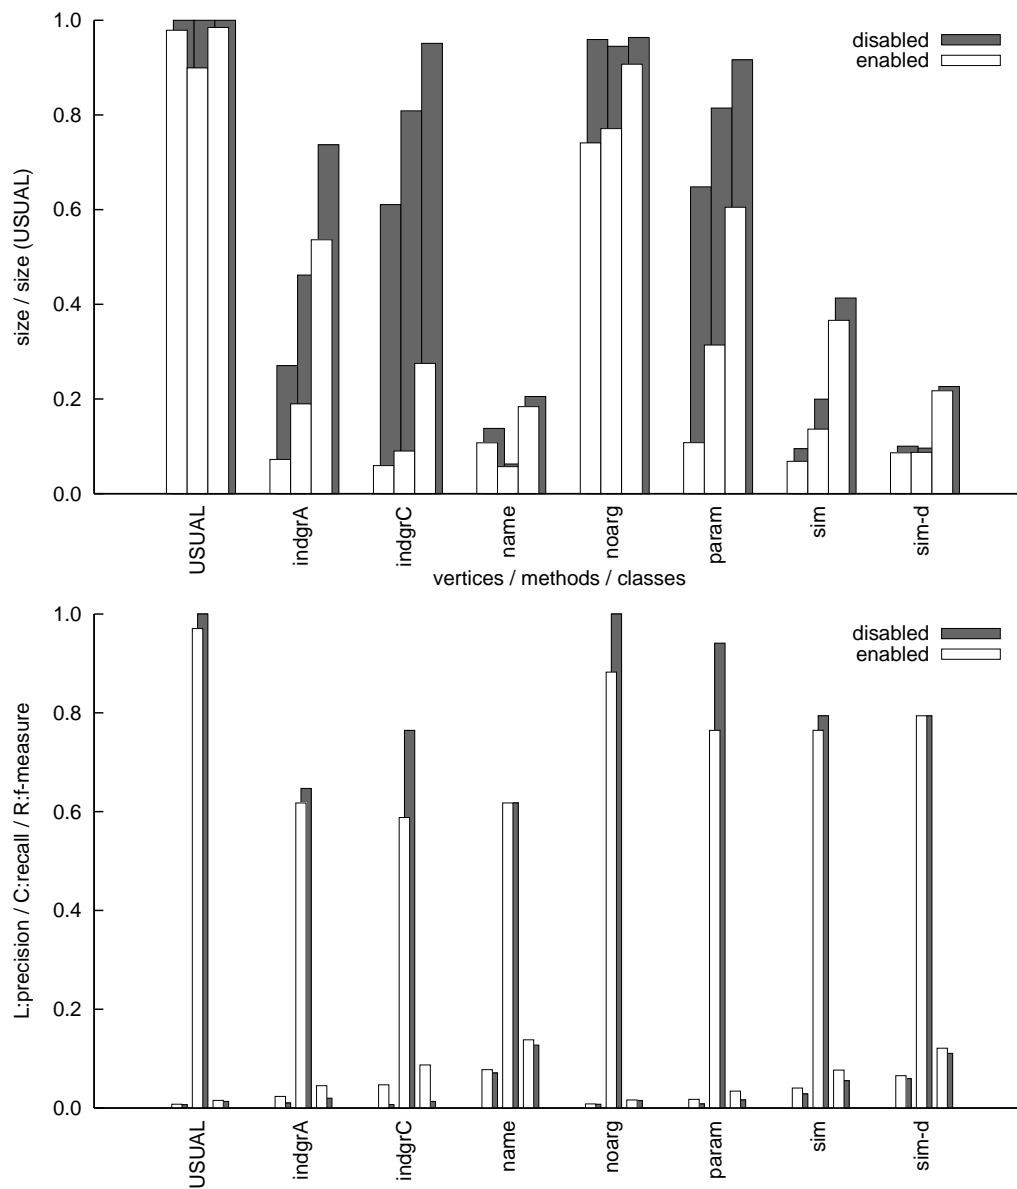 1.0
0.8
0.6
0.4
0.2
0.0
size / size (USUAL)
disabled
enabled
USUAL
indgrA
indgrC
name
noarg
param
sim
sim-d
vertices / methods / classes
1.0
0.8
0.6
0.4
0.2
0.0
L:precision / C:recall / R:f-measure
disabled
enabled
USUAL
indgrA
indgrC
name
noarg
param
sim
sim-d